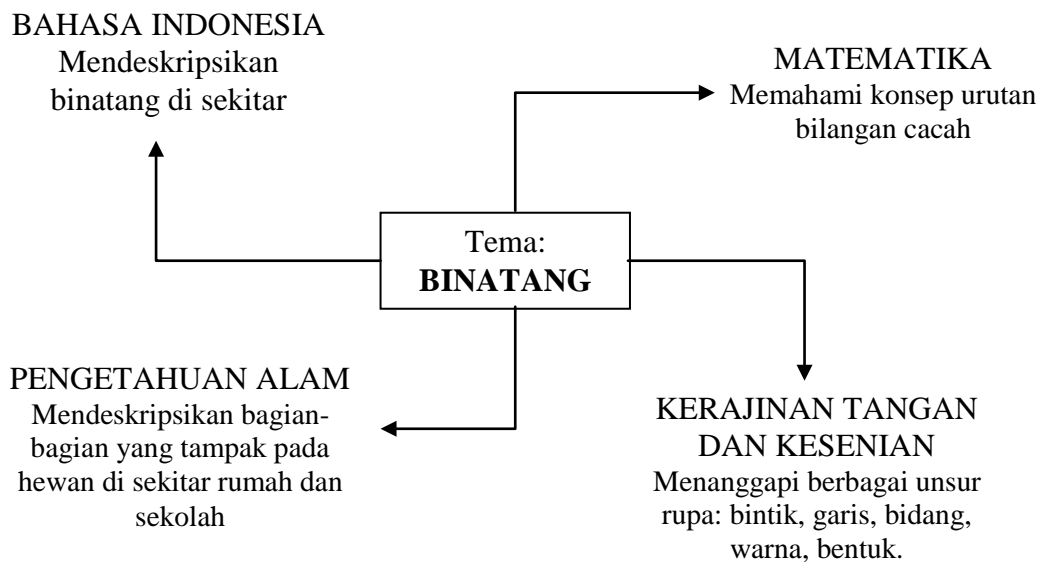 BAHASA INDONESIA
Mendeskripsikan
binatang di sekitar
MATEMATIKA
Memahami konsep urutan
bilangan cacah
Tema:
BINATANG
PENGETAHUAN ALAM
Mendeskripsikan bagian-
bagian yang tampak pada
hewan di sekitar rumah dan
sekolah
KERAJINAN TANGAN
DAN KESENIAN
Menanggapi berbagai unsur
rupa: bintik, garis, bidang,
warna, bentuk.